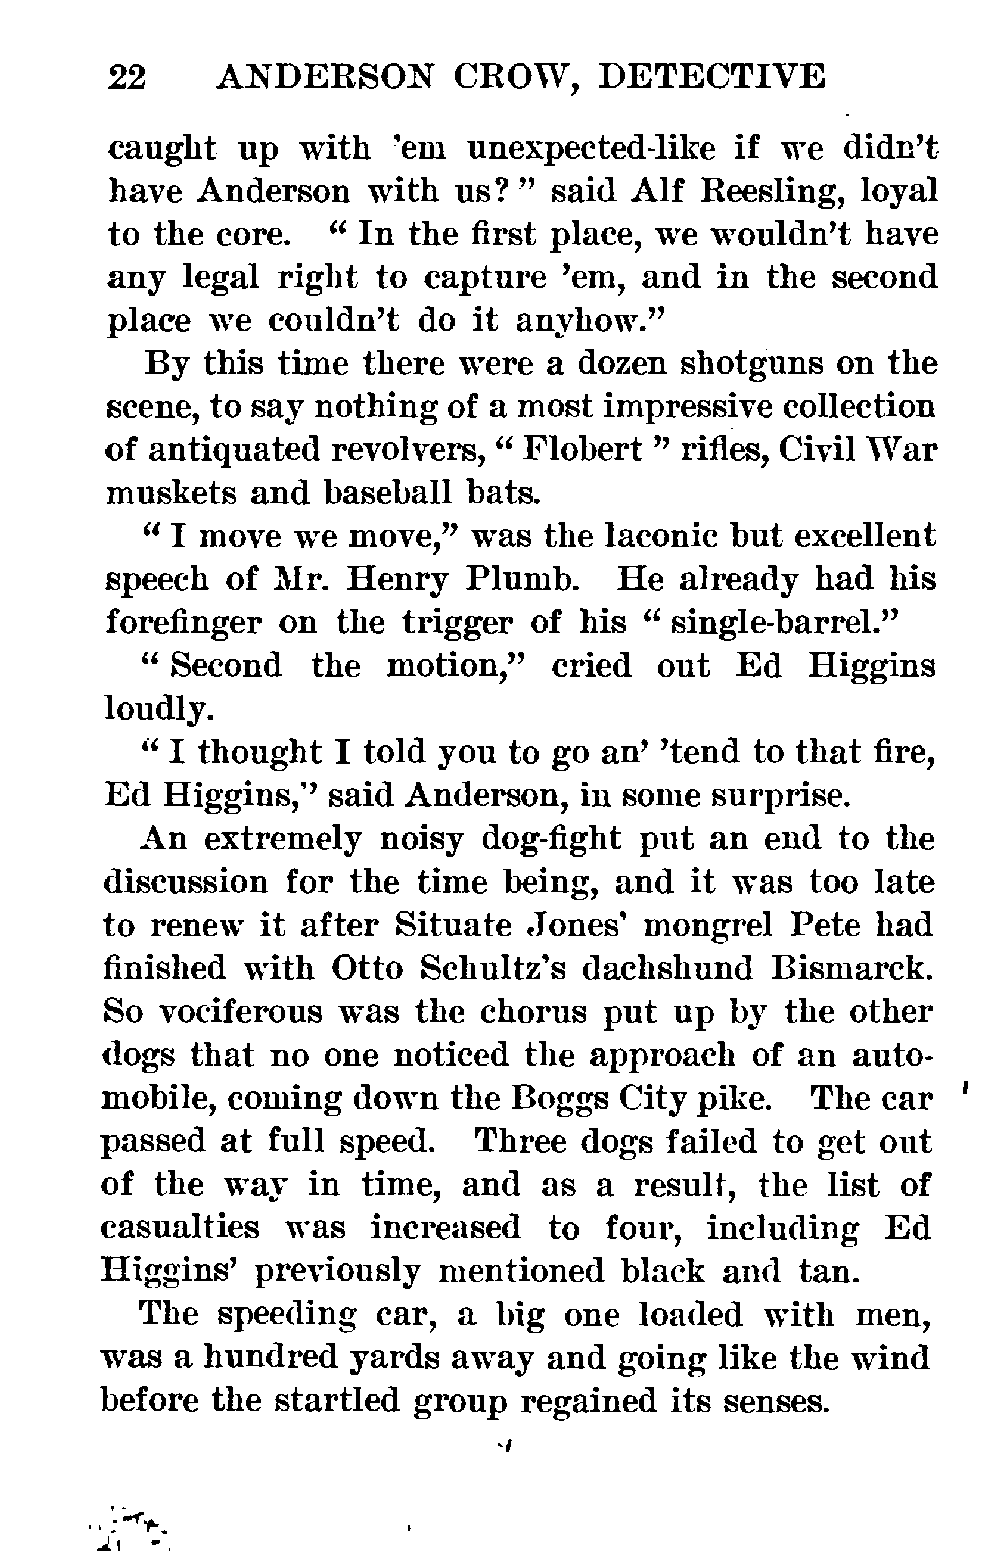 22 ANDERSON CROW, DETECTIVE
caught up with ’em unexpected-like if we didn’t
have Anderson with us? ” said Alf Reesling, loyal
to the core. “ In the first place, we wouldn’t have
any legal right to capture ’em, and in the second
place we couldn’t do it anyhow.”
By this time there were a dozen shotguns on the
scene, to say nothing of a most impressive collection
of antiquated revolvers, “ Flobert ” rifles, Civil War
muskets and baseball bats.
“ I move we move,” was the laconic but excellent
speech of Mr. Henry Plumb. He already had his
forefinger on the trigger of his “ single-barrel.”
“ Second the motion,” cried out Ed Higgins
loudly.
“ I thought I told you to go an’ ’tend to that fire,
Ed Higgins,” said Anderson, in some surprise.
An extremely noisy dog-fight put an end to the
discussion for the time being, and it was too late
to renew it after Situate Jones’ mongrel Pete had
finished with Otto Schultz’s dachshund Bismarck.
So vociferous was the chorus put up by the other
dogs that no one noticed the approach of an auto-
mobile, coming down the Boggs City pike. The car
passed at full speed. Three dogs failed to get out
of the way in time, and as a result, the list of
casualties was increased to four, including Ed
Higgins’ previously mentioned black and tan.
The speeding car, a big one loaded with men,
was a hundred yards away and going like the wind
before the startled group regained its senses.